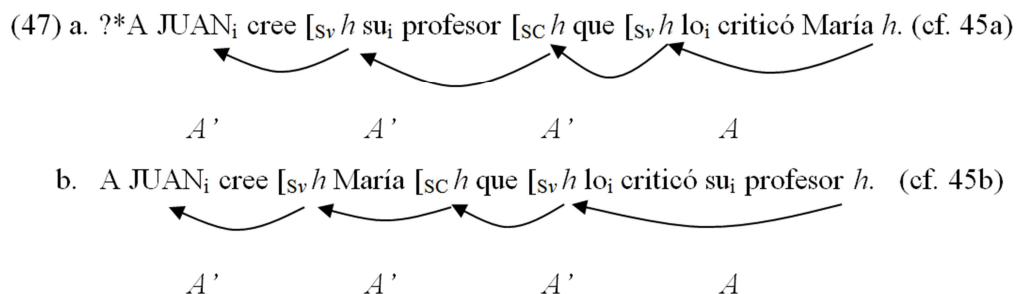 (47) a. ?*A JUANi cree [Sv h sui profesor [SC h que [Sv h loi criticó María h. (cf. 45a)
A’ A’ A’ A
b. A JUANi cree [Sv h María [SC h que [Sv h loi criticó sui profesor h. (cf. 45b)
A’ A’ A’ A